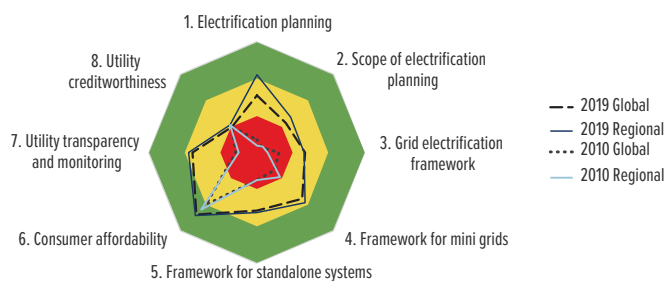 1. Electrification planning
2. Scope of electrification
planning
3. Grid electrification
framework
4. Framework for mini grids
5. Framework for standalone systems
6. Consumer affordability
7. Utility transparency
and monitoring
8. Utility
creditworthiness
2019 Global
2019 Regional
2010 Global
2010 Regional